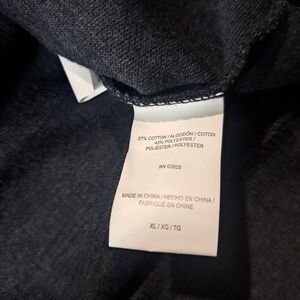 57% COTTON / ALGODÓN / COTON
43% POLYESTER /
POLIÉSTER / POLYESTER
RN 63925
MADE IN CHINA / HECHO EN CHINA /
FABRIQUÉ EN CHINE
XL / XG / TG